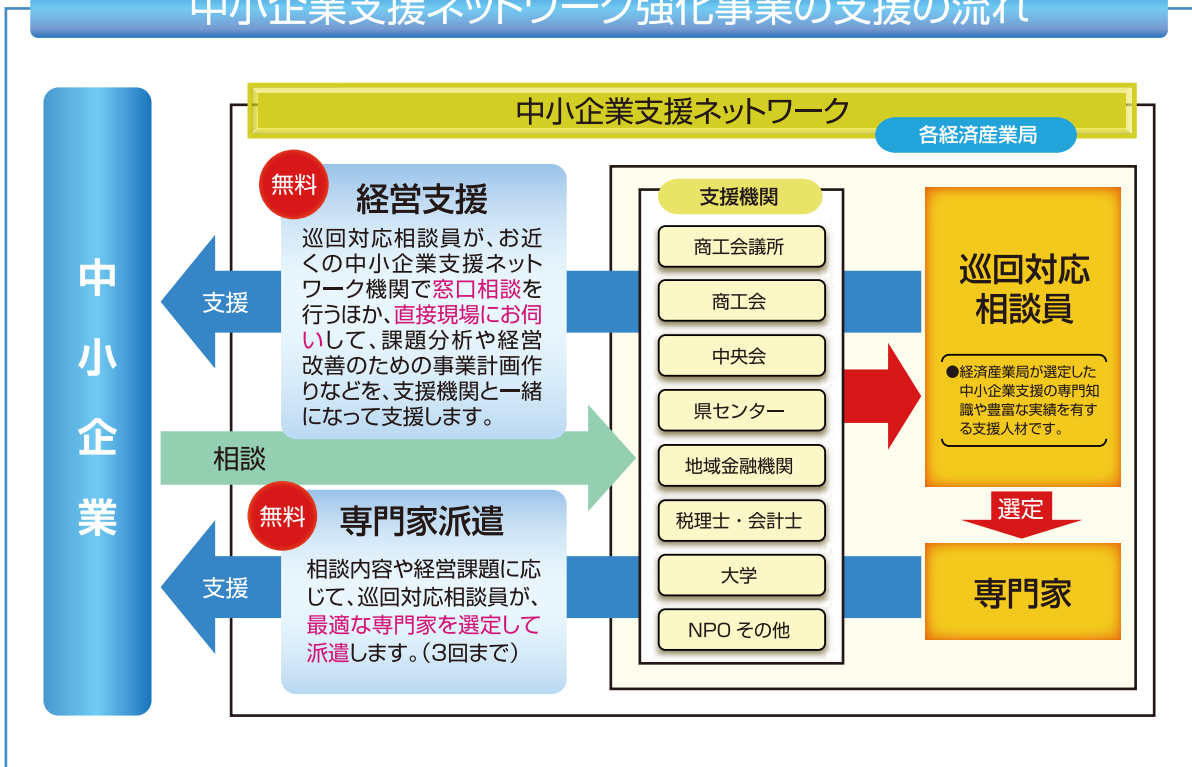 中小企業支援ネットワーク強化事業の支援の流れ
中小企業支援ネットワーク
各経済産業局
中小企業
無料
経営支援
巡回対応相談員が、お近
くの中小企業支援ネット
ワーク機関で窓口相談を
行うほか、直接現場にお伺
いして、課題分析や経営
改善のための事業計画作
りなどを、支援機関と一緒
になって支援します。
支援
相談
無料
専門家派遣
相談内容や経営課題に応
じて、巡回対応相談員が、
最適な専門家を選定して
派遣します。（3回まで）
支援
支援機関
商工会議所
商工会
中央会
県センター
地域金融機関
税理士・会計士
大学
NPO その他
巡回対応
相談員
●経済産業局が選定した
中小企業支援の専門知
識や豊富な実績を有す
る支援人材です。
選定
専門家